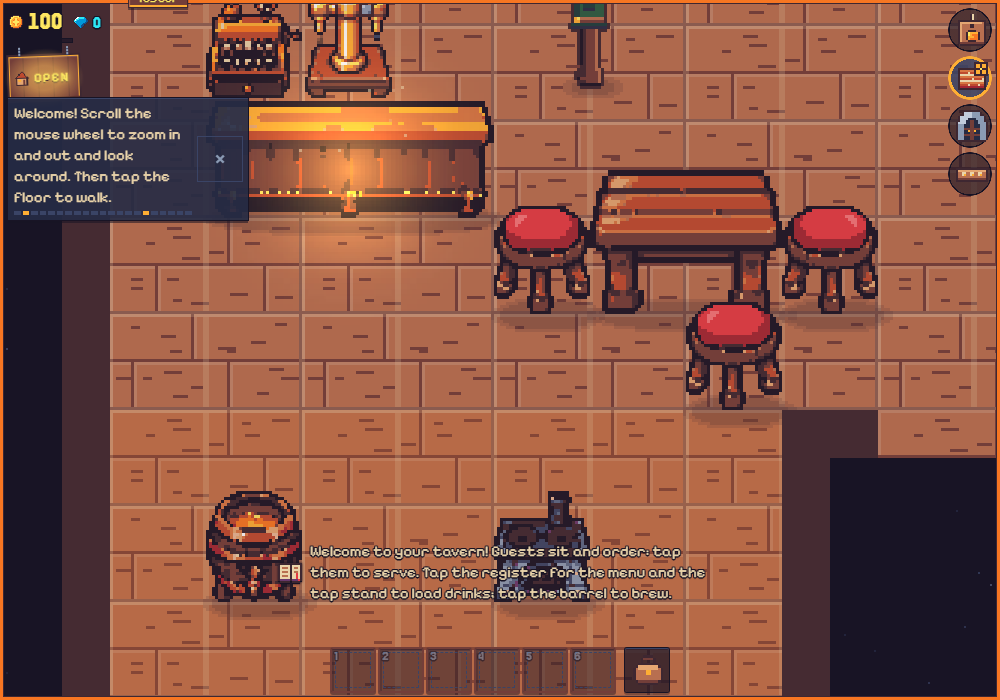 100 0
OPEN
Welcome! Scroll the
mouse wheel to zoom in
and out and look
around. Then tap the
floor to walk.
×
Welcome to your tavern! Guests sit and order: tap
them to serve. Tap the register for the menu and the
tap stand to load drinks; tap the barrel to brew.
1 2 3 4 5 6